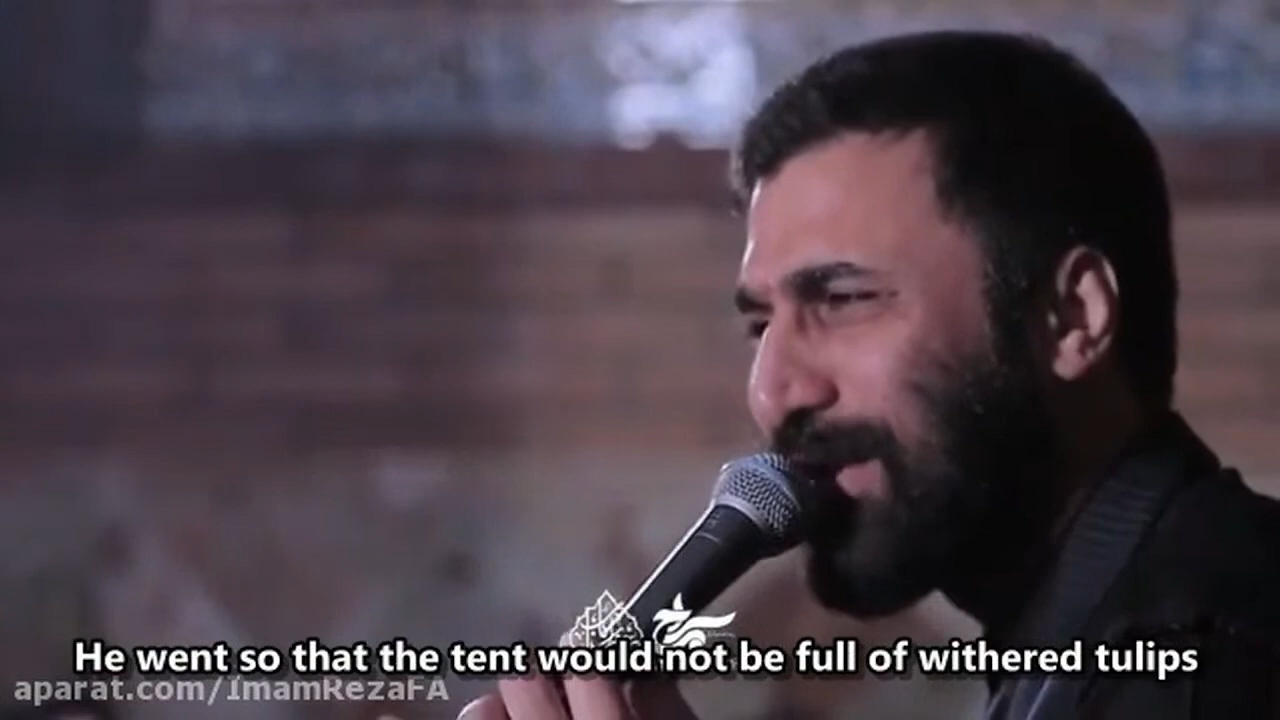 He went so that the tent would not be full of withered tulips
aparat.com/ImamRezaFA